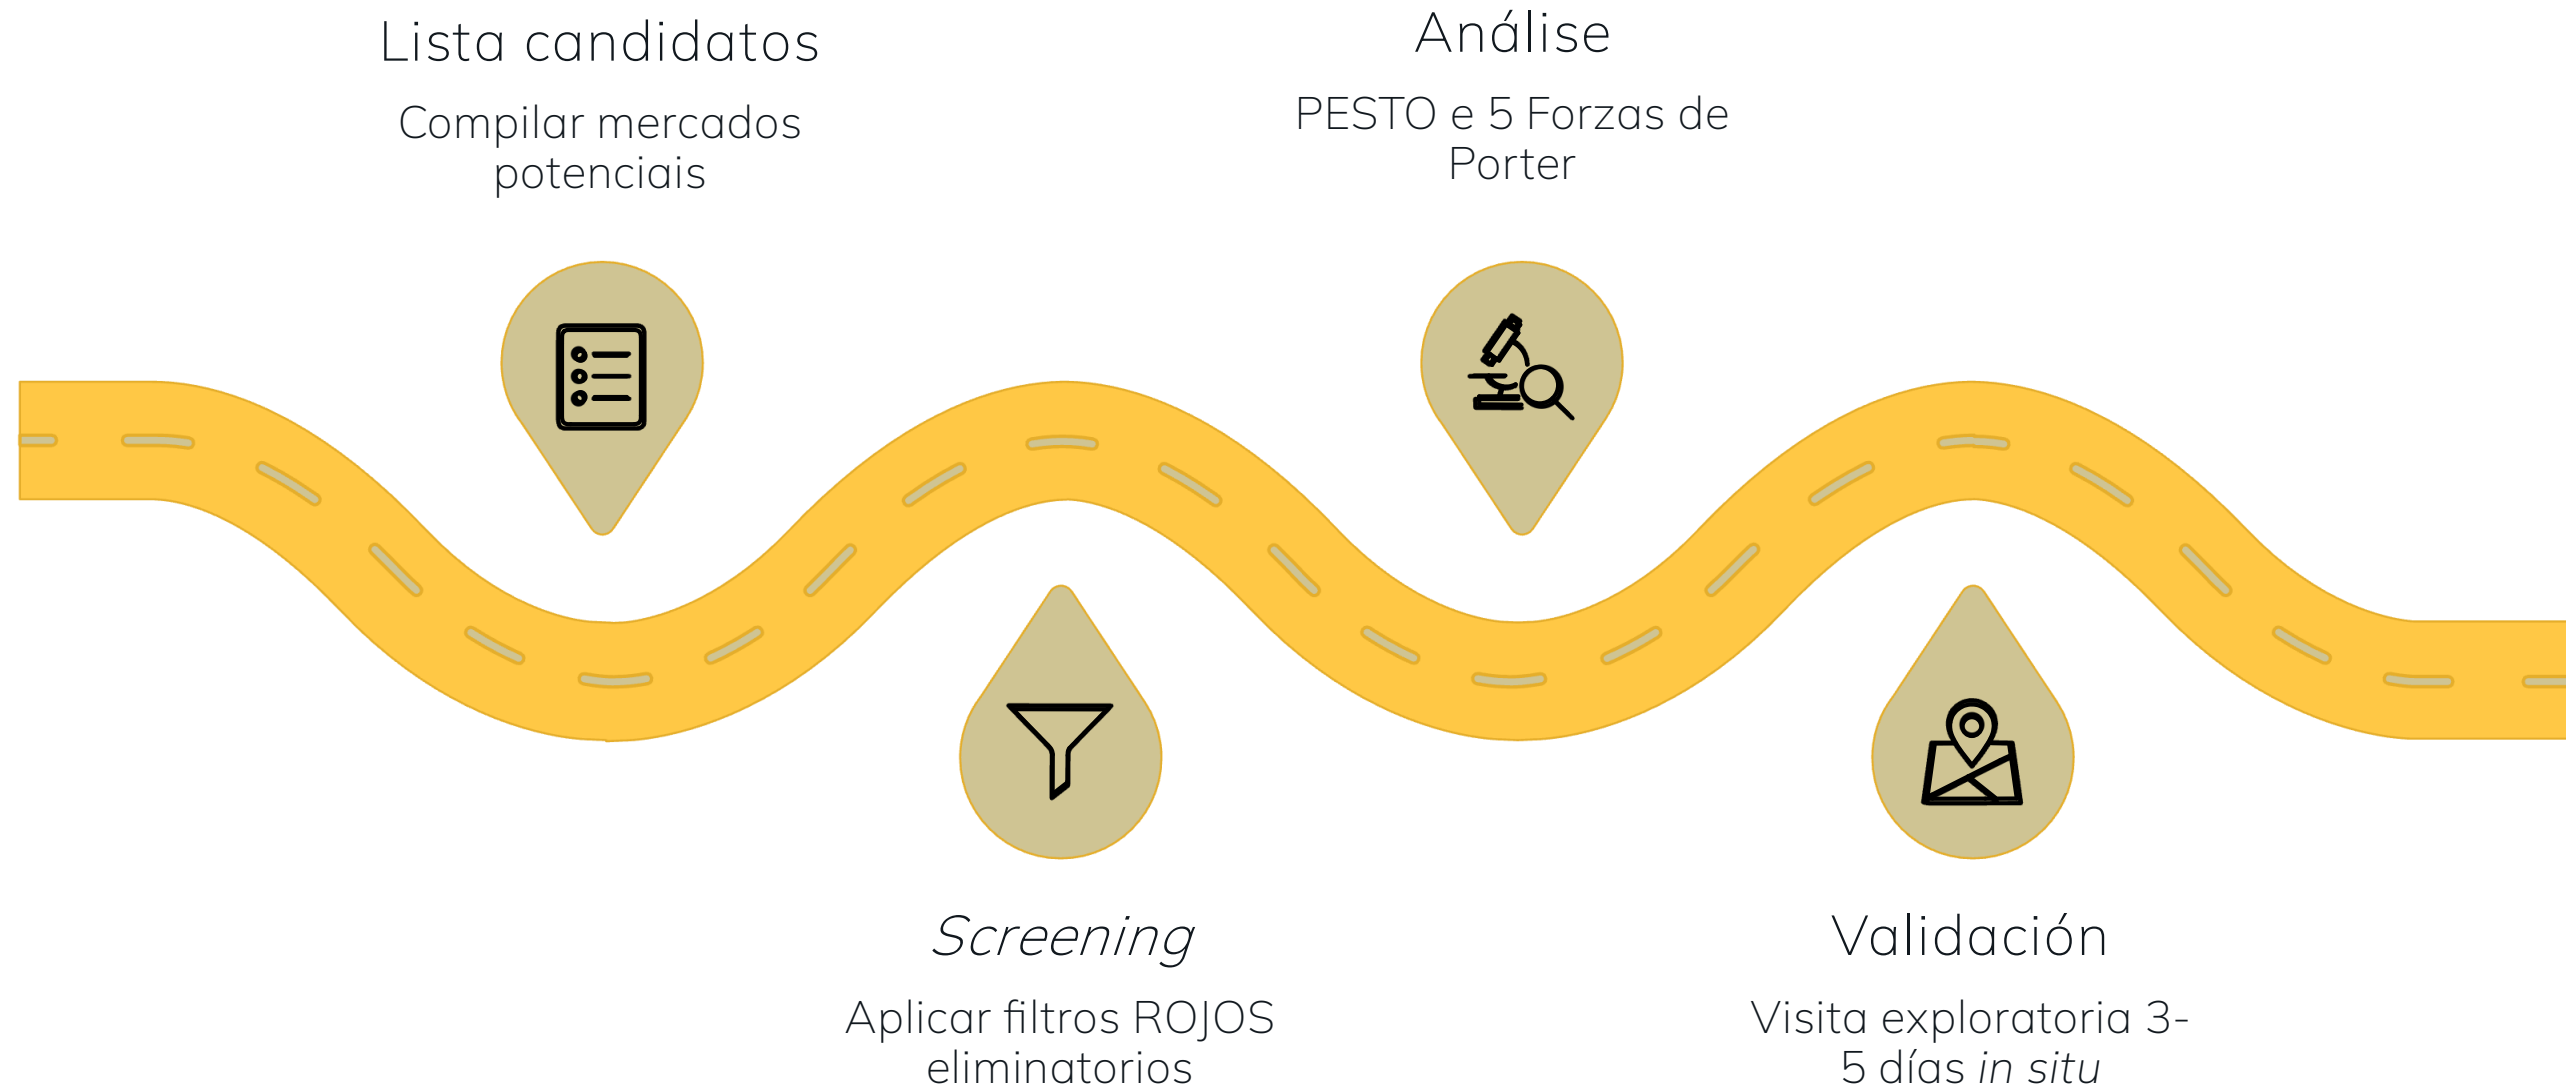 Lista candidatos
Compilar mercados
potenciais
Screening
Aplicar filtros ROJOS
eliminatorios
Análise
PESTO e 5 Forzas de
Porter
Validación
Visita exploratoria 3-
5 días in situ